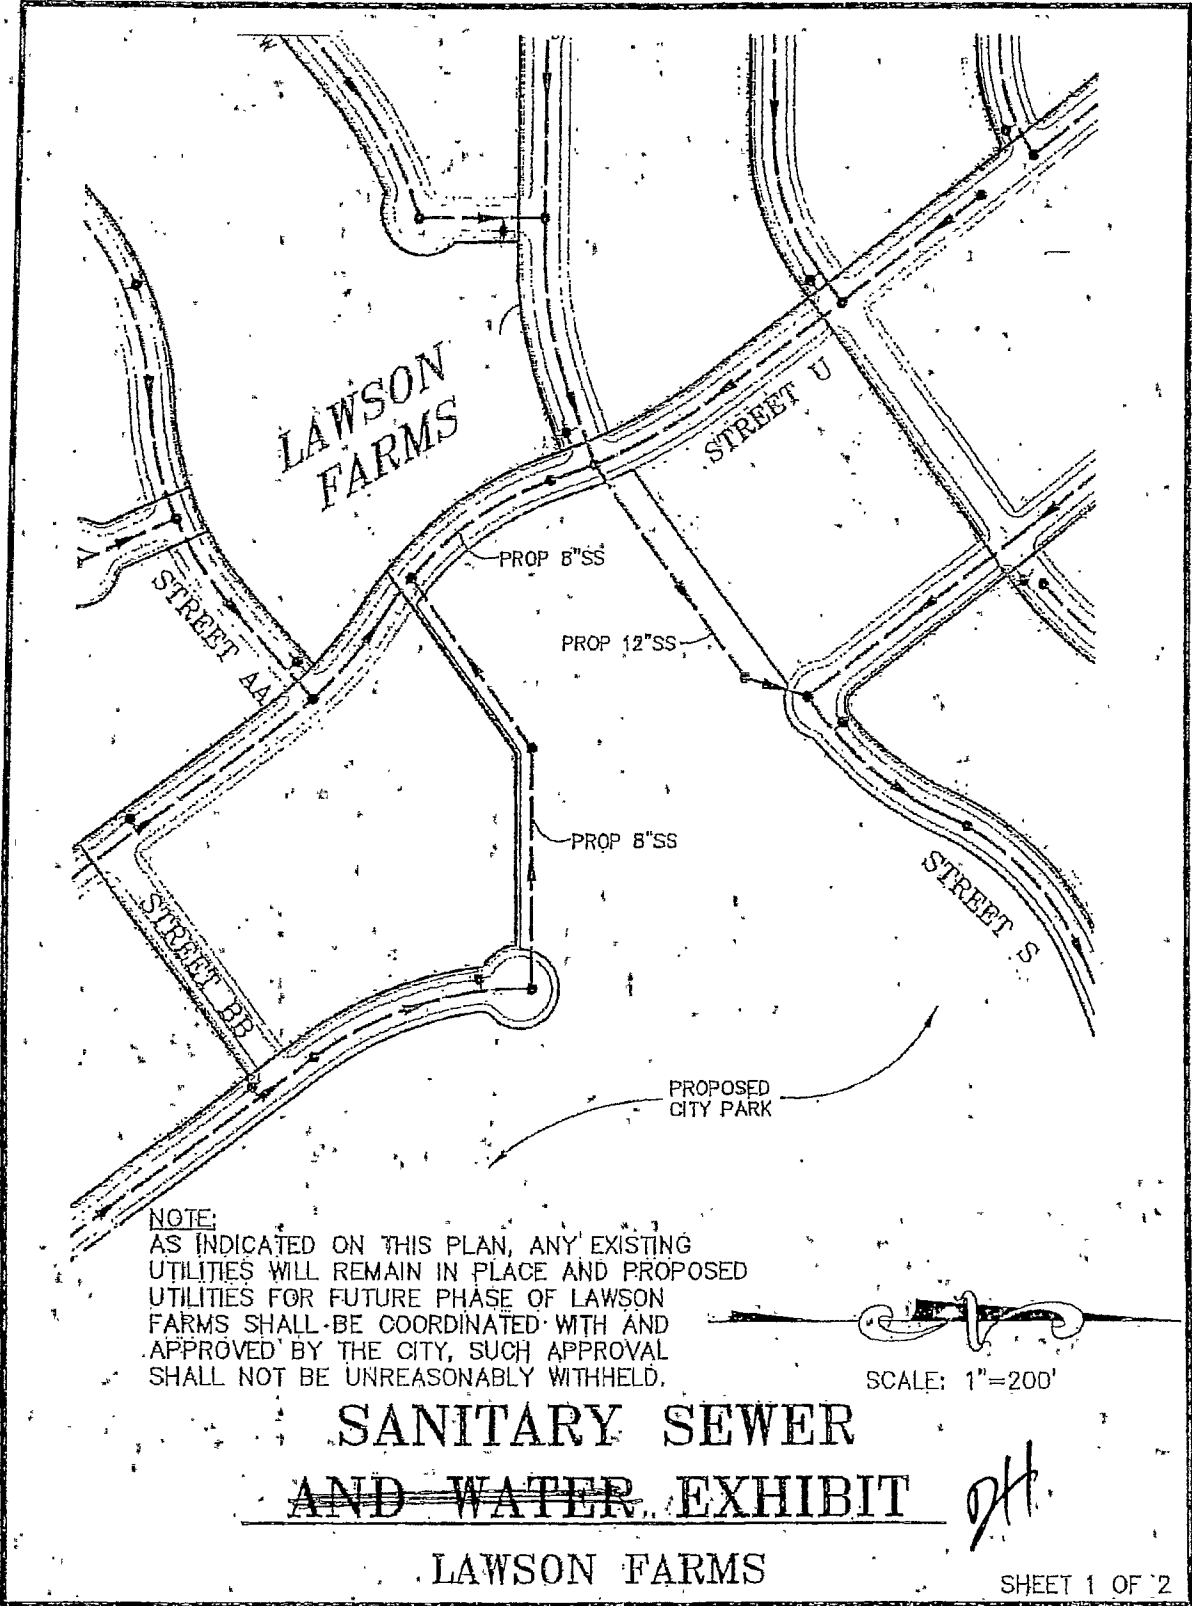 W
LAWSON
FARMS
STREET U
PROP 8"SS
PROP 12"SS
Y
STREET AA
PROP 8"SS
STREET S
STREET BB
PROPOSED
CITY PARK
NOTE:
AS INDICATED ON THIS PLAN, ANY EXISTING
UTILITIES WILL REMAIN IN PLACE AND PROPOSED
UTILITIES FOR FUTURE PHASE OF LAWSON
FARMS SHALL BE COORDINATED WITH AND
APPROVED BY THE CITY, SUCH APPROVAL
SHALL NOT BE UNREASONABLY WITHHELD.
SCALE: 1"=200'
SANITARY SEWER
AND WATER EXHIBIT
DH
LAWSON FARMS
SHEET 1 OF 2